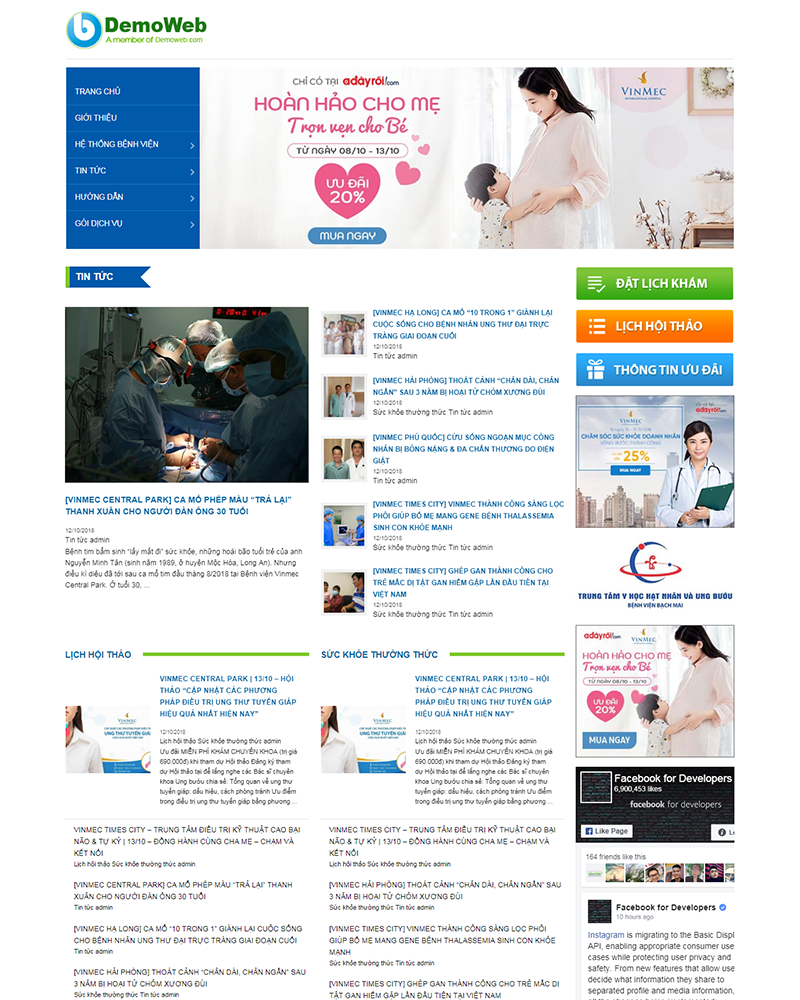 DemoWeb
A member of Demoweb.com
TRANG CHỦ
GIỚI THIỆU
HỆ THỐNG BỆNH VIỆN
TIN TỨC
HƯỚNG DẪN
GÓI DỊCH VỤ
CHỈ CÓ TẠI adayroi.com
HOÀN HẢO CHO MẸ
Trọn vẹn cho Bé
TỪ NGÀY 08/10 - 13/10
ƯU ĐÃI
20%
MUA NGAY
VINMEC
INTERNATIONAL HOSPITAL
TIN TỨC
[VINMEC CENTRAL PARK] CA MỔ PHÉP MÀU “TRẢ LẠI”
THANH XUÂN CHO NGƯỜI ĐÀN ÔNG 30 TUỔI
12/10/2018
Tin tức admin
Bệnh tim bẩm sinh “lấy mất đi” sức khỏe, những hoài bão tuổi trẻ của anh
Nguyễn Minh Tân (sinh năm 1989, ở huyện Mộc Hóa, Long An). Nhưng
điều kì diệu đã tới sau ca mổ tim đầu tháng 8/2018 tại Bệnh viện Vinmec
Central Park. Ở tuổi 30, ...
[VINMEC HẠ LONG] CA MỔ “10 TRONG 1” GIÀNH LẠI
CUỘC SỐNG CHO BỆNH NHÂN UNG THƯ ĐẠI TRỰC
TRÀNG GIAI ĐOẠN CUỐI
12/10/2018
Tin tức admin
[VINMEC HẢI PHÒNG] THOÁT CẢNH “CHÂN DÀI, CHÂN
NGẮN” SAU 3 NĂM BỊ HOẠI TỬ CHỎM XƯƠNG ĐÙI
12/10/2018
Sức khỏe thường thức Tin tức admin
[VINMEC PHÚ QUỐC] CỨU SỐNG NGOẠN MỤC CÔNG
NHÂN BỊ BỎNG NẶNG & ĐA CHẤN THƯƠNG DO ĐIỆN
GIẬT
12/10/2018
Tin tức admin
[VINMEC TIMES CITY] VINMEC THÀNH CÔNG SÀNG LỌC
PHÔI GIÚP BỐ MẸ MANG GENE BỆNH THALASSEMIA
SINH CON KHỎE MẠNH
12/10/2018
Sức khỏe thường thức Tin tức admin
[VINMEC TIMES CITY] GHÉP GAN THÀNH CÔNG CHO
TRẺ MẮC DỊ TẬT GAN HIẾM GẶP LẦN ĐẦU TIÊN TẠI
VIỆT NAM
12/10/2018
Sức khỏe thường thức Tin tức admin
ĐẶT LỊCH KHÁM
LỊCH HỘI THẢO
THÔNG TIN ƯU ĐÃI
VINMEC
adayroi.com
CHĂM SÓC SỨC KHỎE DOANH NHÂN
VỮNG BƯỚC THÀNH CÔNG
25%
MUA NGAY
TRUNG TÂM Y HỌC HẠT NHÂN VÀ UNG BƯỚU
BỆNH VIỆN BẠCH MAI
adayroi.com VINMEC
HOÀN HẢO CHO MẸ
Trọn vẹn cho Bé
TỪ NGÀY 08/10 - 13/10
ƯU ĐÃI
20%
MUA NGAY
LỊCH HỘI THẢO
VINMEC CENTRAL PARK | 13/10 – HỘI
THẢO “CẬP NHẬT CÁC PHƯƠNG
PHÁP ĐIỀU TRỊ UNG THƯ TUYẾN GIÁP
HIỆU QUẢ NHẤT HIỆN NAY”
12/10/2018
Lịch hội thảo Sức khỏe thường thức admin
Ưu đãi MIỄN PHÍ KHÁM CHUYÊN KHOA (trị giá
690.000đ) khi tham dự Hội thảo Đăng ký tham
dự Hội thảo tại để lắng nghe các Bác sĩ chuyên
khoa Ung bướu chia sẻ: Tổng quan về ung thư
tuyến giáp: dấu hiệu, cách phòng tránh Ưu điểm
trong điều trị ung thư tuyến giáp bằng phương ...
VINMEC TIMES CITY – TRUNG TÂM ĐIỀU TRỊ KỸ THUẬT CAO BẠI
NÃO & TỰ KỶ | 13/10 – ĐỒNG HÀNH CÙNG CHA MẸ – CHẠM VÀ
KẾT NỐI
Lịch hội thảo Sức khỏe thường thức admin
[VINMEC CENTRAL PARK] CA MỔ PHÉP MÀU “TRẢ LẠI” THANH
XUÂN CHO NGƯỜI ĐÀN ÔNG 30 TUỔI
Tin tức admin
[VINMEC HẠ LONG] CA MỔ “10 TRONG 1” GIÀNH LẠI CUỘC SỐNG
CHO BỆNH NHÂN UNG THƯ ĐẠI TRỰC TRÀNG GIAI ĐOẠN CUỐI
Tin tức admin
[VINMEC HẢI PHÒNG] THOÁT CẢNH “CHÂN DÀI, CHÂN NGẮN” SAU
3 NĂM BỊ HOẠI TỬ CHỎM XƯƠNG ĐÙI
Sức khỏe thường thức Tin tức admin
SỨC KHỎE THƯỜNG THỨC
VINMEC CENTRAL PARK | 13/10 – HỘI
THẢO “CẬP NHẬT CÁC PHƯƠNG
PHÁP ĐIỀU TRỊ UNG THƯ TUYẾN GIÁP
HIỆU QUẢ NHẤT HIỆN NAY”
12/10/2018
Lịch hội thảo Sức khỏe thường thức admin
Ưu đãi MIỄN PHÍ KHÁM CHUYÊN KHOA (trị giá
690.000đ) khi tham dự Hội thảo Đăng ký tham
dự Hội thảo tại để lắng nghe các Bác sĩ chuyên
khoa Ung bướu chia sẻ: Tổng quan về ung thư
tuyến giáp: dấu hiệu, cách phòng tránh Ưu điểm
trong điều trị ung thư tuyến giáp bằng phương ...
VINMEC TIMES CITY – TRUNG TÂM ĐIỀU TRỊ KỸ THUẬT CAO BẠI
NÃO & TỰ KỶ | 13/10 – ĐỒNG HÀNH CÙNG CHA MẸ – CHẠM VÀ
KẾT NỐI
Lịch hội thảo Sức khỏe thường thức admin
[VINMEC HẢI PHÒNG] THOÁT CẢNH “CHÂN DÀI, CHÂN NGẮN” SAU
3 NĂM BỊ HOẠI TỬ CHỎM XƯƠNG ĐÙI
Sức khỏe thường thức Tin tức admin
[VINMEC TIMES CITY] VINMEC THÀNH CÔNG SÀNG LỌC PHÔI
GIÚP BỐ MẸ MANG GENE BỆNH THALASSEMIA SINH CON KHỎE
MẠNH
Sức khỏe thường thức Tin tức admin
[VINMEC TIMES CITY] GHÉP GAN THÀNH CÔNG CHO TRẺ MẮC DỊ
TẬT GAN HIẾM GẶP LẦN ĐẦU TIÊN TẠI VIỆT NAM
Facebook for Developers
6,900,453 likes
facebook for developers
Like Page
164 friends like this
Facebook for Developers
10 hours ago
Instagram is migrating to the Basic Displ
API, enabling appropriate consumer use
cases while protecting user privacy and
safety. From new features that allow use
decide what information they share to
separated profile and media information,